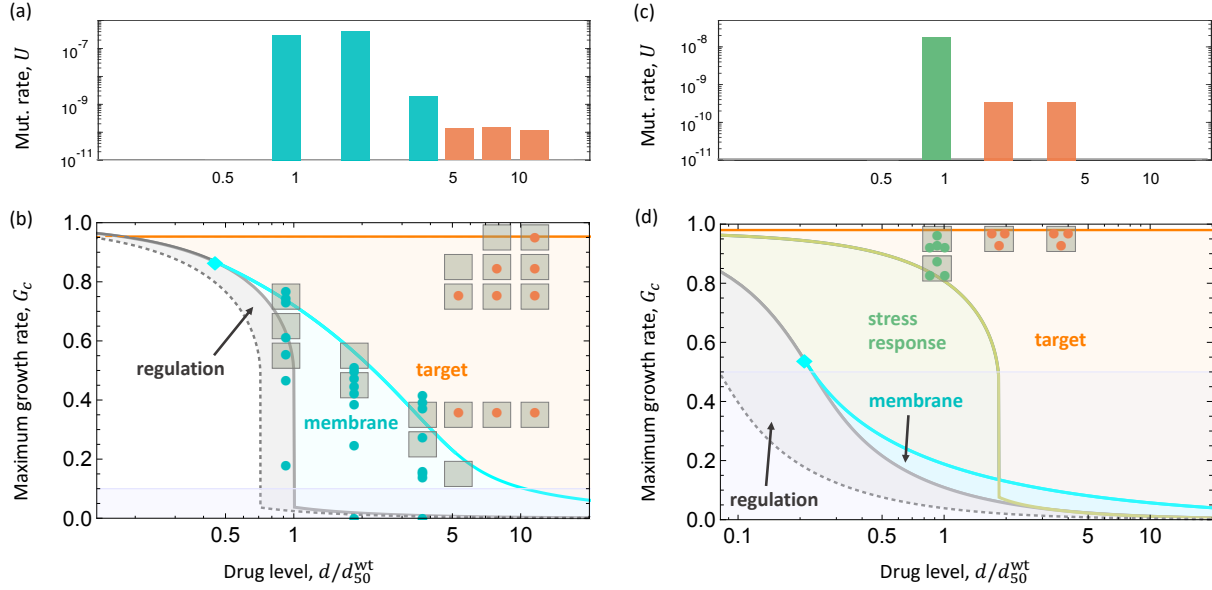 (a)
Mut. rate, U
10⁻⁷
10⁻⁹
10⁻¹¹
0.5 1 5 10
(b)
Maximum growth rate, G_c
1.0
0.8
0.6
0.4
0.2
0.0
regulation
target
membrane
0.5 1 5 10
Drug level, d/d₅₀ʷᵗ
(c)
Mut. rate, U
10⁻⁸
10⁻⁹
10⁻¹⁰
10⁻¹¹
0.5 1 5 10
(d)
Maximum growth rate, G_c
1.0
0.8
0.6
0.4
0.2
0.0
stress
response
target
membrane
regulation
0.1 0.5 1 5 10
Drug level, d/d₅₀ʷᵗ